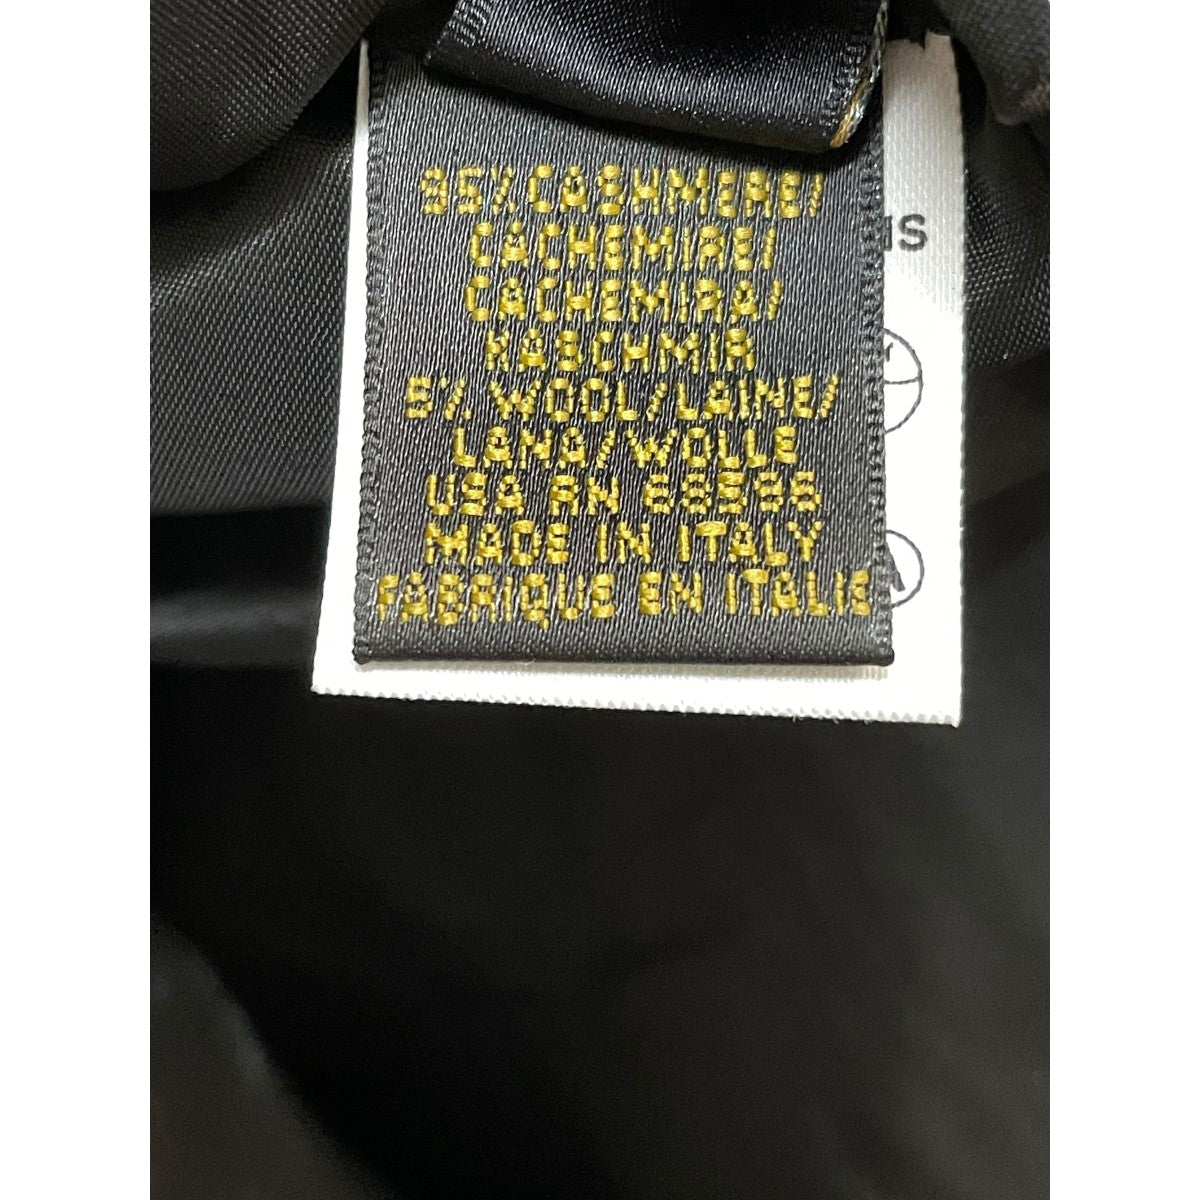 95% CASHMERE/
CACHEMIRE/
CACHEMIRA/
KASCHMIR
5% WOOL/LAINE/
LANA/WOLLE
USA RN 68596
MADE IN ITALY
FABRIQUE EN ITALIE